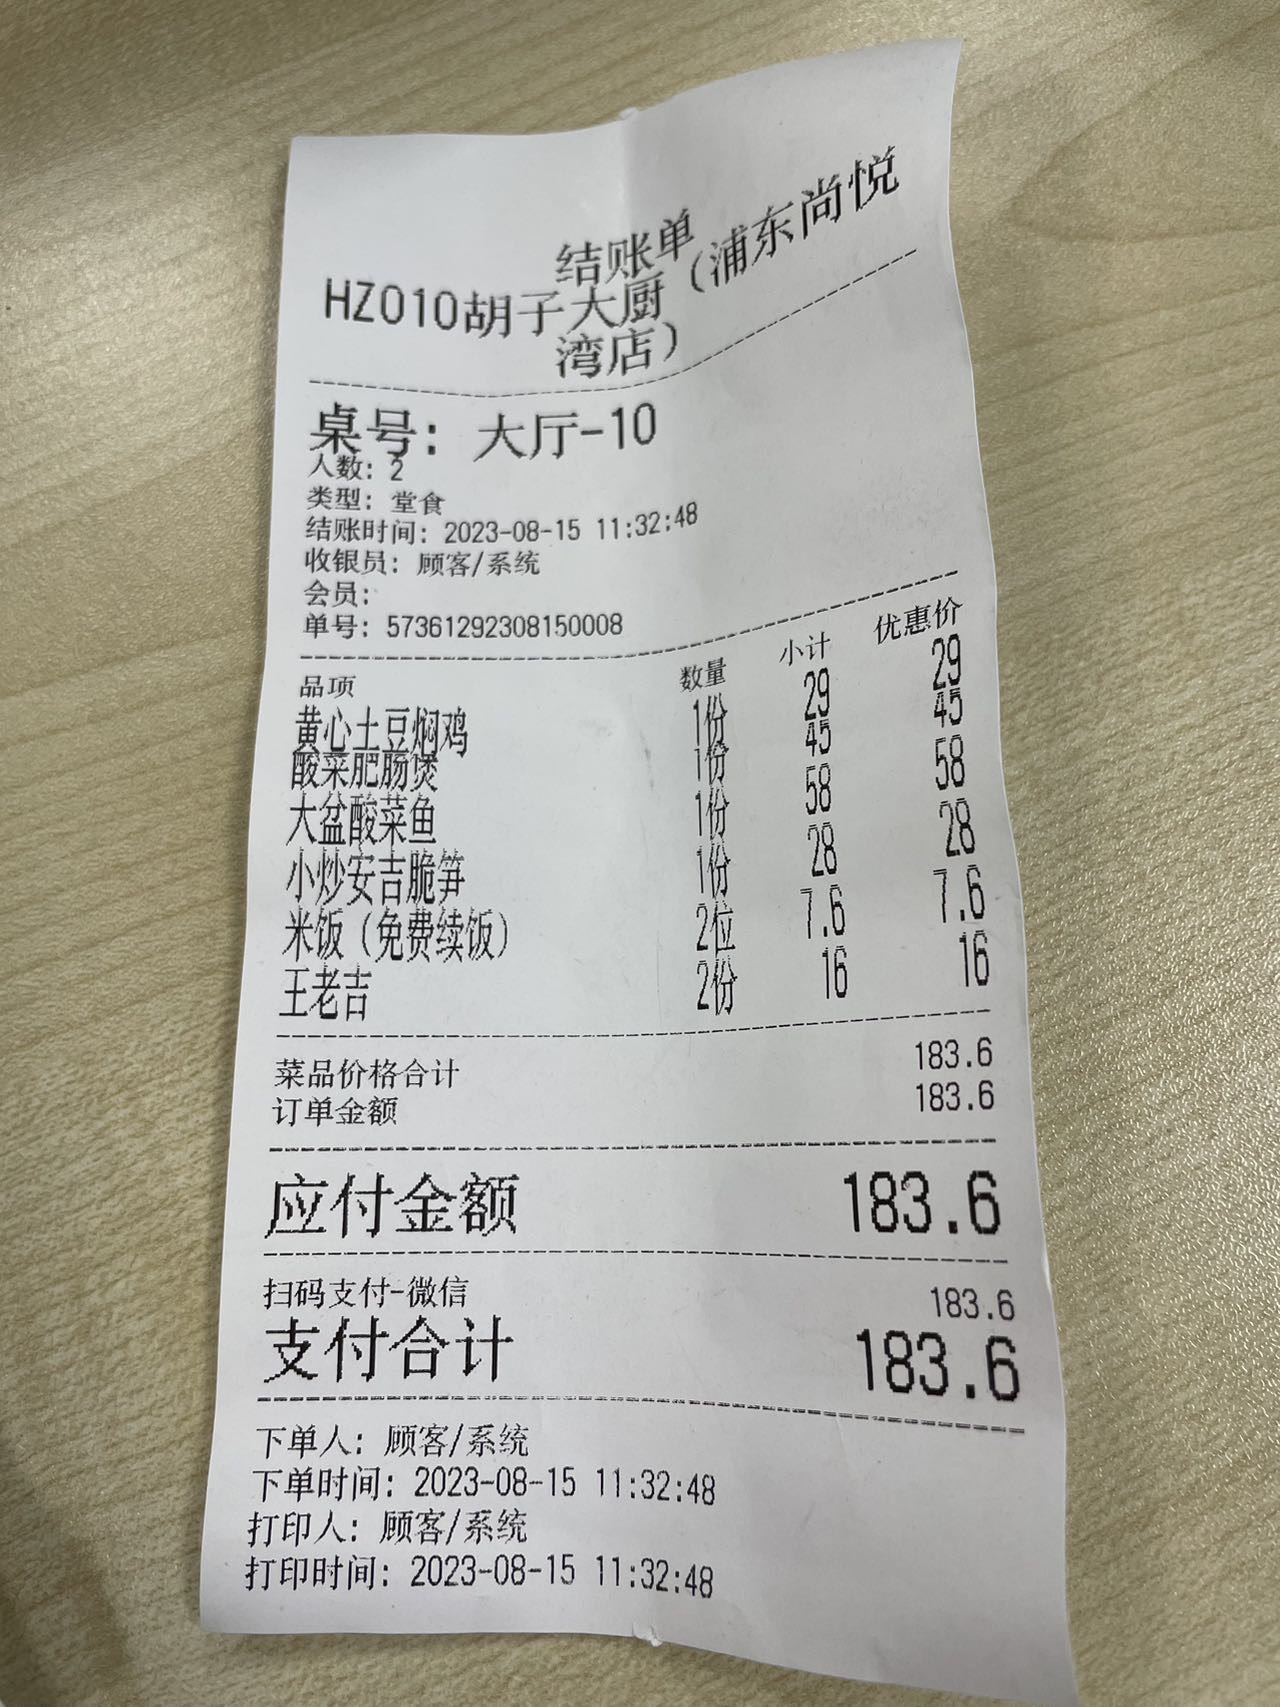 结账单
HZ010胡子大厨（浦东尚悦
湾店）
桌号：大厅-10
人数：2
类型：堂食
结账时间：2023-08-15 11:32:48
收银员：顾客/系统
会员：
单号：57361292308150008
品项 数量 小计 优惠价
黄心土豆焖鸡 1份 29 29
酸菜肥肠煲 1份 45 45
大盆酸菜鱼 1份 58 58
小炒安吉脆笋 1份 28 28
米饭（免费续饭） 2位 7.6 7.6
王老吉 2份 16 16
菜品价格合计 183.6
订单金额 183.6
应付金额 183.6
扫码支付-微信 183.6
支付合计 183.6
下单人：顾客/系统
下单时间：2023-08-15 11:32:48
打印人：顾客/系统
打印时间：2023-08-15 11:32:48